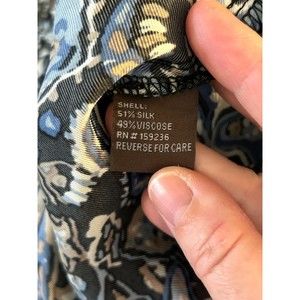 SHELL:
51% SILK
49% VISCOSE
RN # 159236
REVERSE FOR CARE